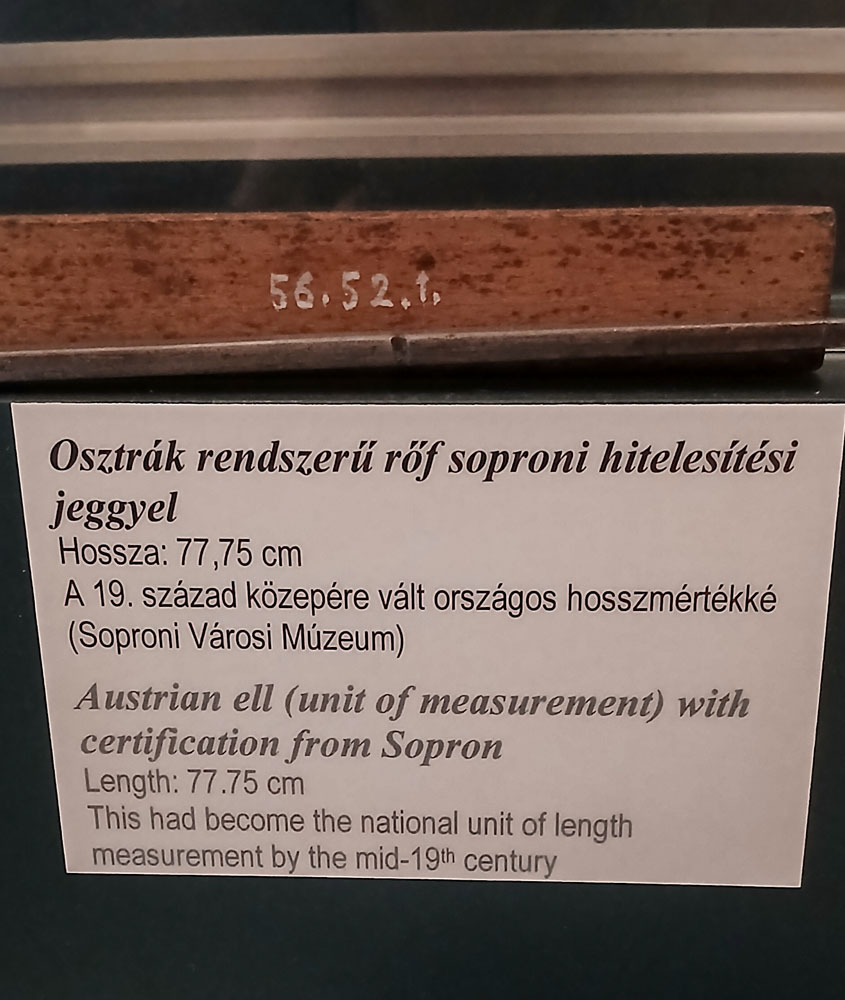 56.52.1.
Osztrák rendszerű rőf soproni hitelesítési
jeggyel
Hossza: 77,75 cm
A 19. század közepére vált országos hosszmértékké
(Soproni Városi Múzeum)
Austrian ell (unit of measurement) with
certification from Sopron
Length: 77.75 cm
This had become the national unit of length
measurement by the mid-19th century